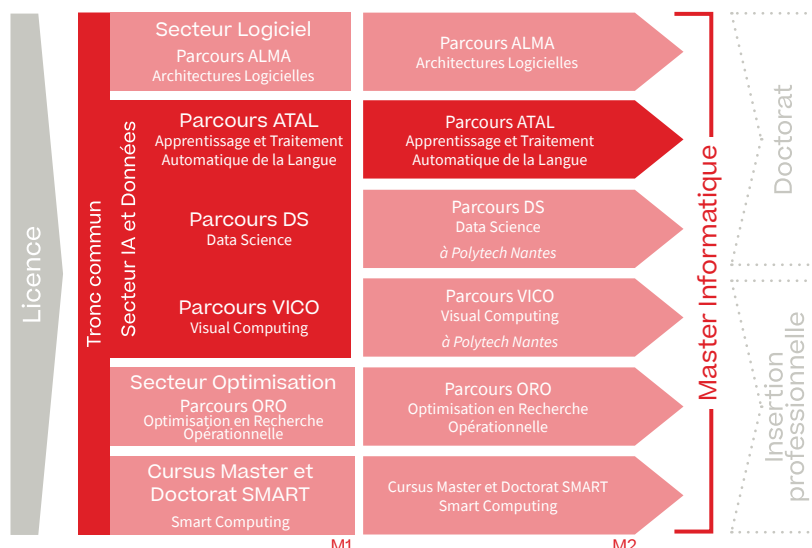 Licence
Tronc commun
Secteur Logiciel
Parcours ALMA
Architectures Logicielles
Parcours ALMA
Architectures Logicielles
Secteur IA et Données
Parcours ATAL
Apprentissage et Traitement
Automatique de la Langue
Parcours ATAL
Apprentissage et Traitement
Automatique de la Langue
Parcours DS
Data Science
Parcours DS
Data Science
à Polytech Nantes
Parcours VICO
Visual Computing
Parcours VICO
Visual Computing
à Polytech Nantes
Secteur Optimisation
Parcours ORO
Optimisation en Recherche
Opérationnelle
Parcours ORO
Optimisation en Recherche
Opérationnelle
Cursus Master et
Doctorat SMART
Smart Computing
Cursus Master et Doctorat SMART
Smart Computing
M1
M2
Master Informatique
Doctorat
Insertion
professionnelle